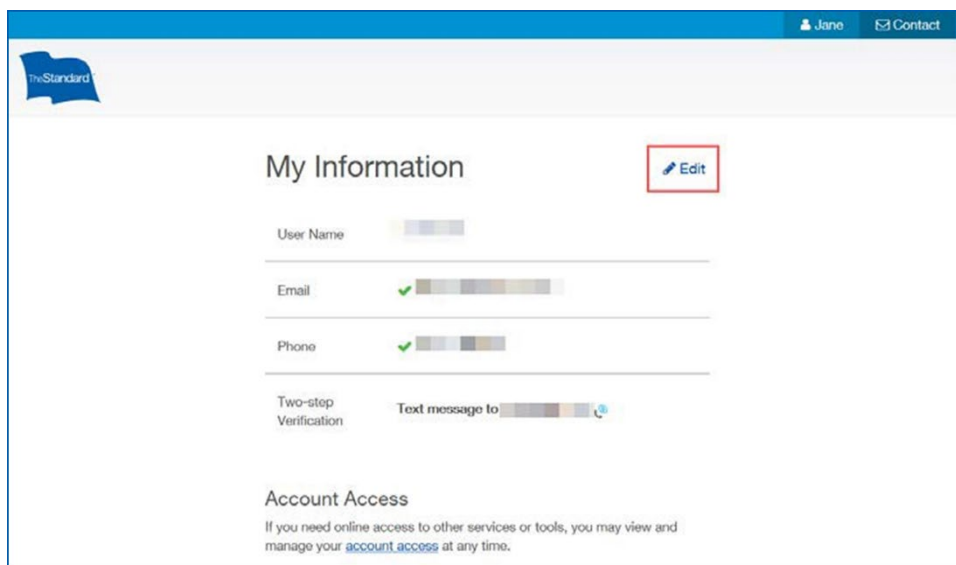 Jane Contact
TheStandard
My Information
Edit
User Name
Email
Phone
Two-step
Verification
Text message to
Account Access
If you need online access to other services or tools, you may view and
manage your account access at any time.